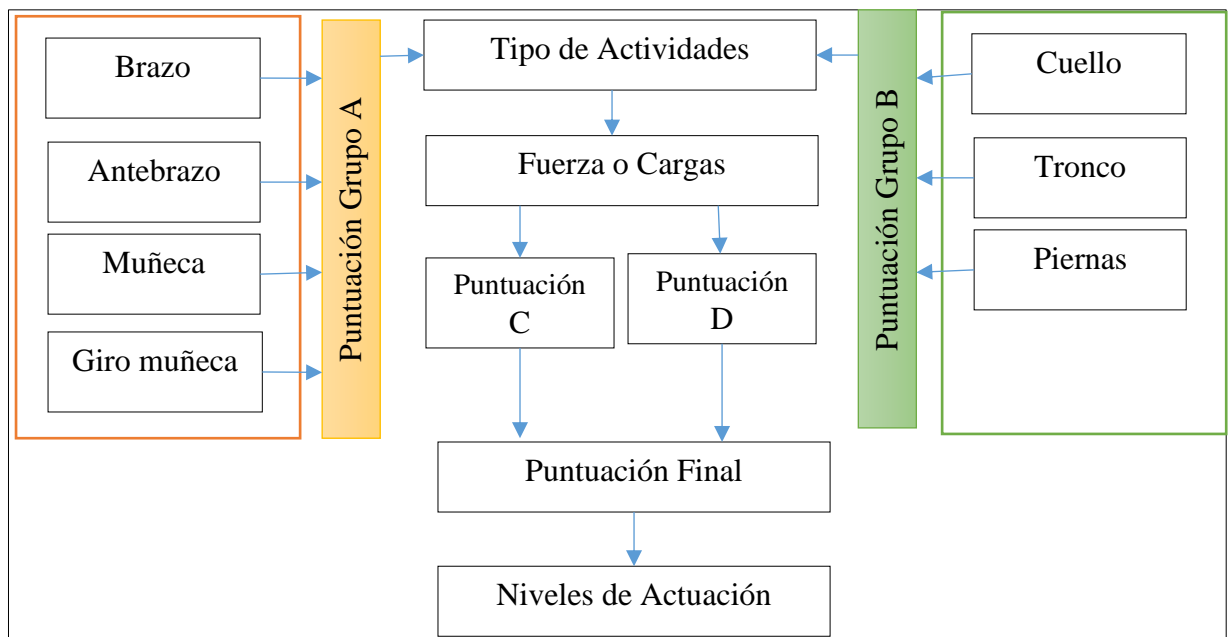 Brazo
Antebrazo
Muñeca
Giro muñeca
Puntuación Grupo A
Tipo de Actividades
Fuerza o Cargas
Puntuación
C
Puntuación
D
Puntuación Final
Niveles de Actuación
Puntuación Grupo B
Cuello
Tronco
Piernas